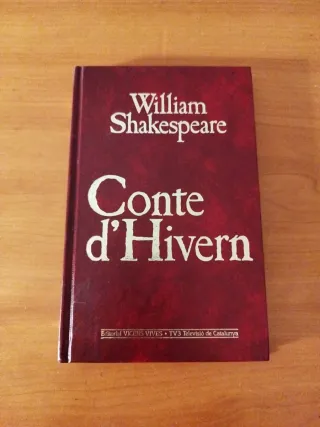 William
Shakespeare
Conte
d'Hivern
Editorial VICENS VIVES • TV3 Televisió de Catalunya